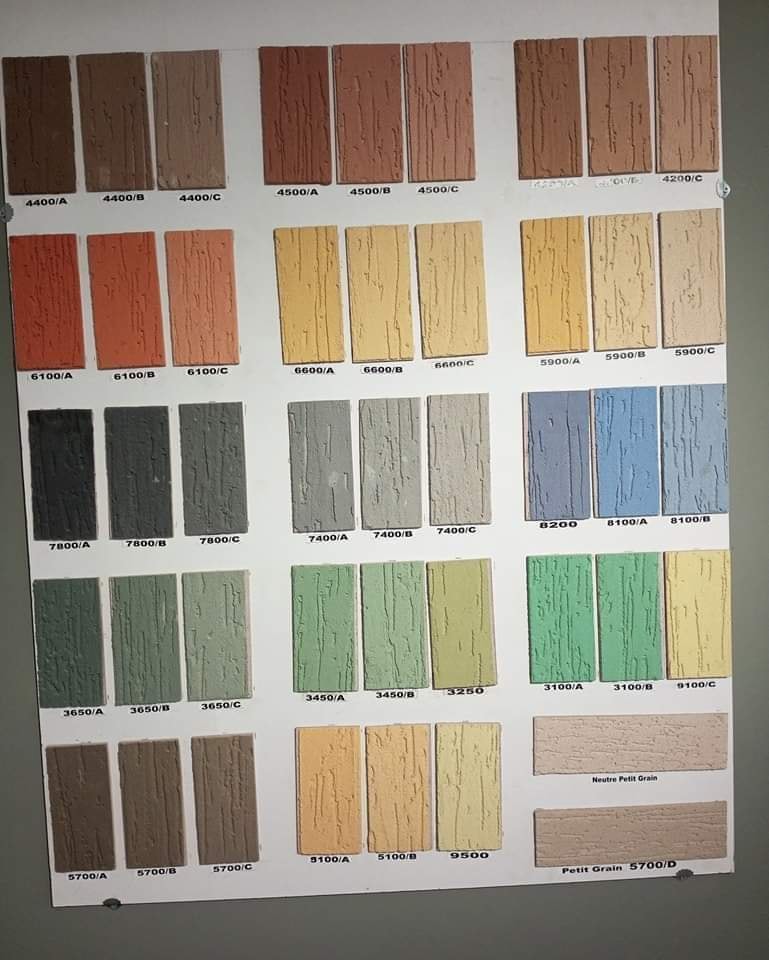 4400/A 4400/B 4400/C 4500/A 4500/B 4500/C 4200/C
6100/A 6100/B 6100/C 6600/A 6600/B 6600/C 5900/A 5900/B 5900/C
7800/A 7800/B 7800/C 7400/A 7400/B 7400/C 8200 8100/A 8100/B
3650/A 3650/B 3650/C 3450/A 3450/B 3250 3100/A 3100/B 9100/C
Neutre Petit Grain
5700/A 5700/B 5700/C 5100/A 5100/B 9500
Petit Grain 5700/D